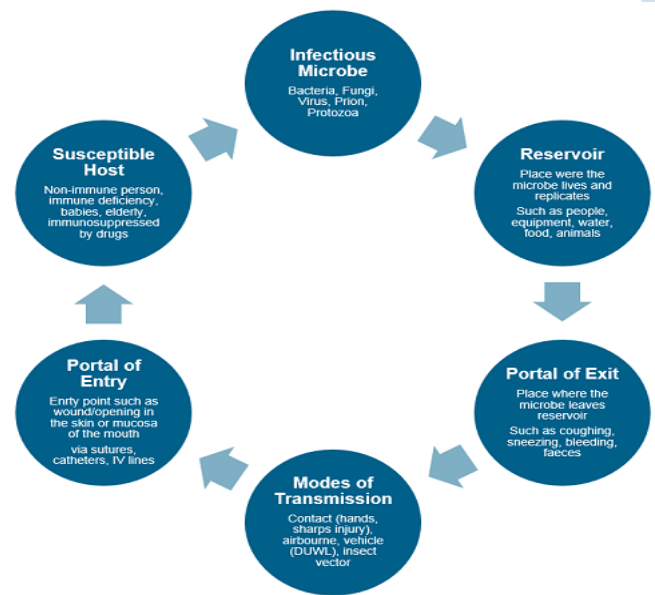 Infectious
Microbe
Bacteria, Fungi,
Virus, Prion,
Protozoa
Reservoir
Place were the
microbe lives and
replicates
Such as people,
equipment, water,
food, animals
Portal of Exit
Place where the
microbe leaves
reservoir
Such as coughing,
sneezing, bleeding,
faeces
Modes of
Transmission
Contact (hands,
sharps injury),
airbourne, vehicle
(DUWL), insect
vector
Portal of
Entry
Enrty point such as
wound/opening in
the skin or mucosa
of the mouth
via sutures,
catheters, IV lines
Susceptible
Host
Non-immune person,
immune deficiency,
babies, elderly,
immunosuppressed
by drugs